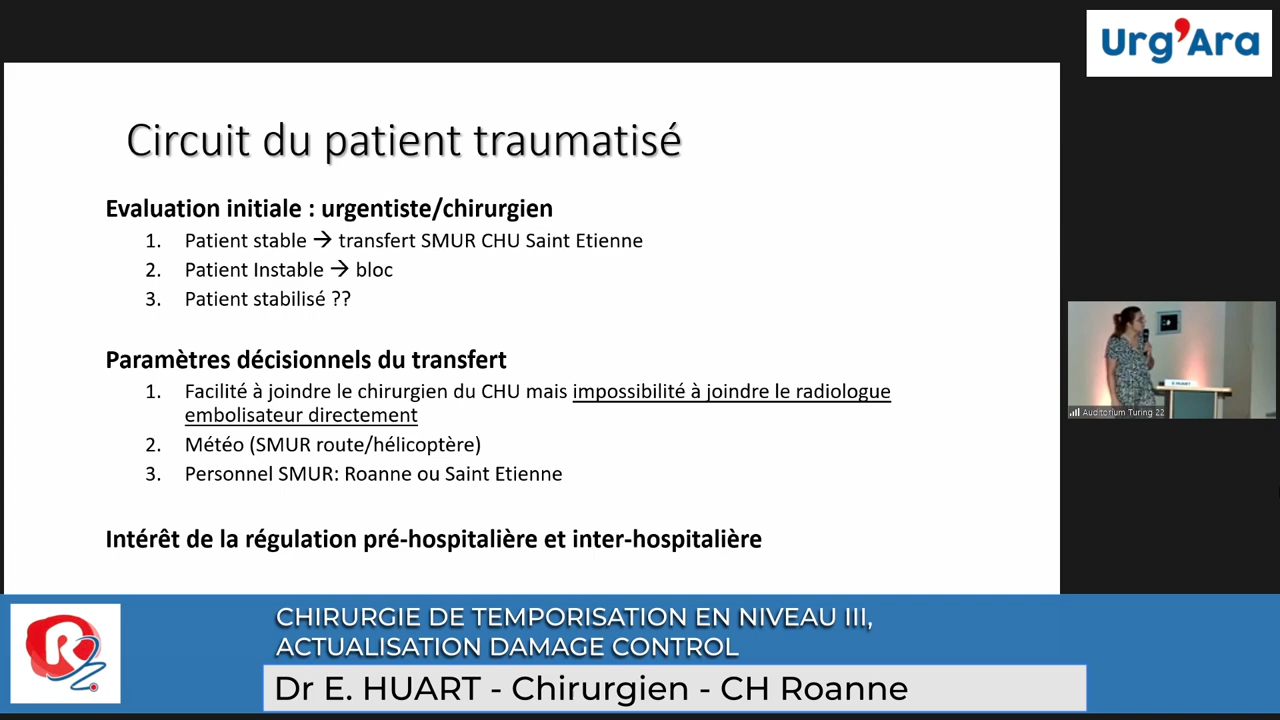 Urg'Ara
Circuit du patient traumatisé
Evaluation initiale : urgentiste/chirurgien
1. Patient stable → transfert SMUR CHU Saint Etienne
2. Patient Instable → bloc
3. Patient stabilisé ??
Paramètres décisionnels du transfert
1. Facilité à joindre le chirurgien du CHU mais impossibilité à joindre le radiologue
embolisateur directement
2. Météo (SMUR route/hélicoptère)
3. Personnel SMUR: Roanne ou Saint Etienne
Intérêt de la régulation pré-hospitalière et inter-hospitalière
E. HUART
Auditorium Turing 22
R
CHIRURGIE DE TEMPORISATION EN NIVEAU III,
ACTUALISATION DAMAGE CONTROL
Dr E. HUART - Chirurgien - CH Roanne